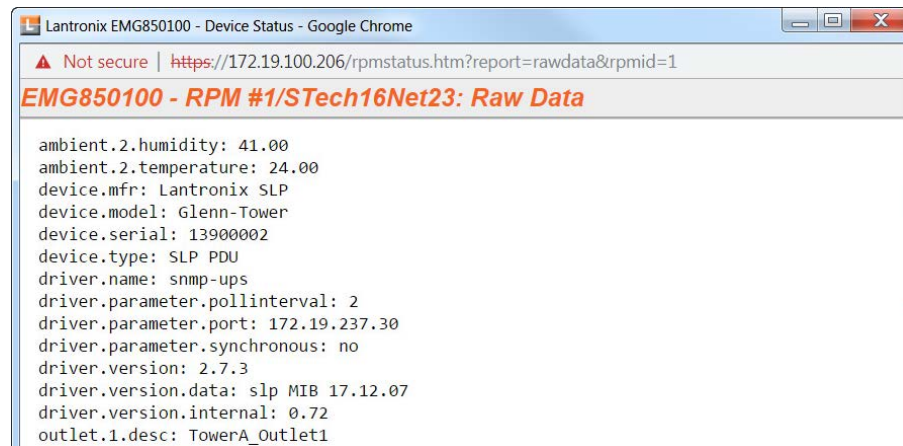 Lantronix EMG850100 - Device Status - Google Chrome
Not secure | https://172.19.100.206/rpmstatus.htm?report=rawdata&rpmid=1
EMG850100 - RPM #1/STech16Net23: Raw Data
ambient.2.humidity: 41.00
ambient.2.temperature: 24.00
device.mfr: Lantronix SLP
device.model: Glenn-Tower
device.serial: 13900002
device.type: SLP PDU
driver.name: snmp-ups
driver.parameter.pollinterval: 2
driver.parameter.port: 172.19.237.30
driver.parameter.synchronous: no
driver.version: 2.7.3
driver.version.data: slp MIB 17.12.07
driver.version.internal: 0.72
outlet.1.desc: TowerA_Outlet1